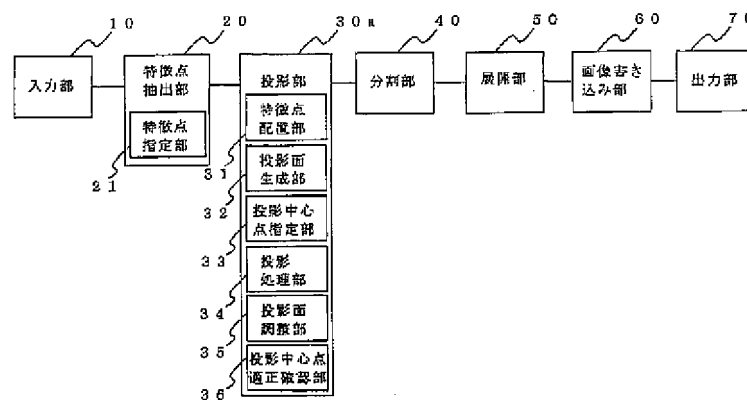 10
20
30a
40
50
60
70
入力部
特徴点
抽出部
特徴点
指定部
21
投影部
特徴点
配置部
31
投影面
生成部
32
投影中心
点指定部
33
投影
処理部
34
投影面
調整部
35
投影中心点
適正確認部
36
分割部
展開部
画像書き
込み部
出力部